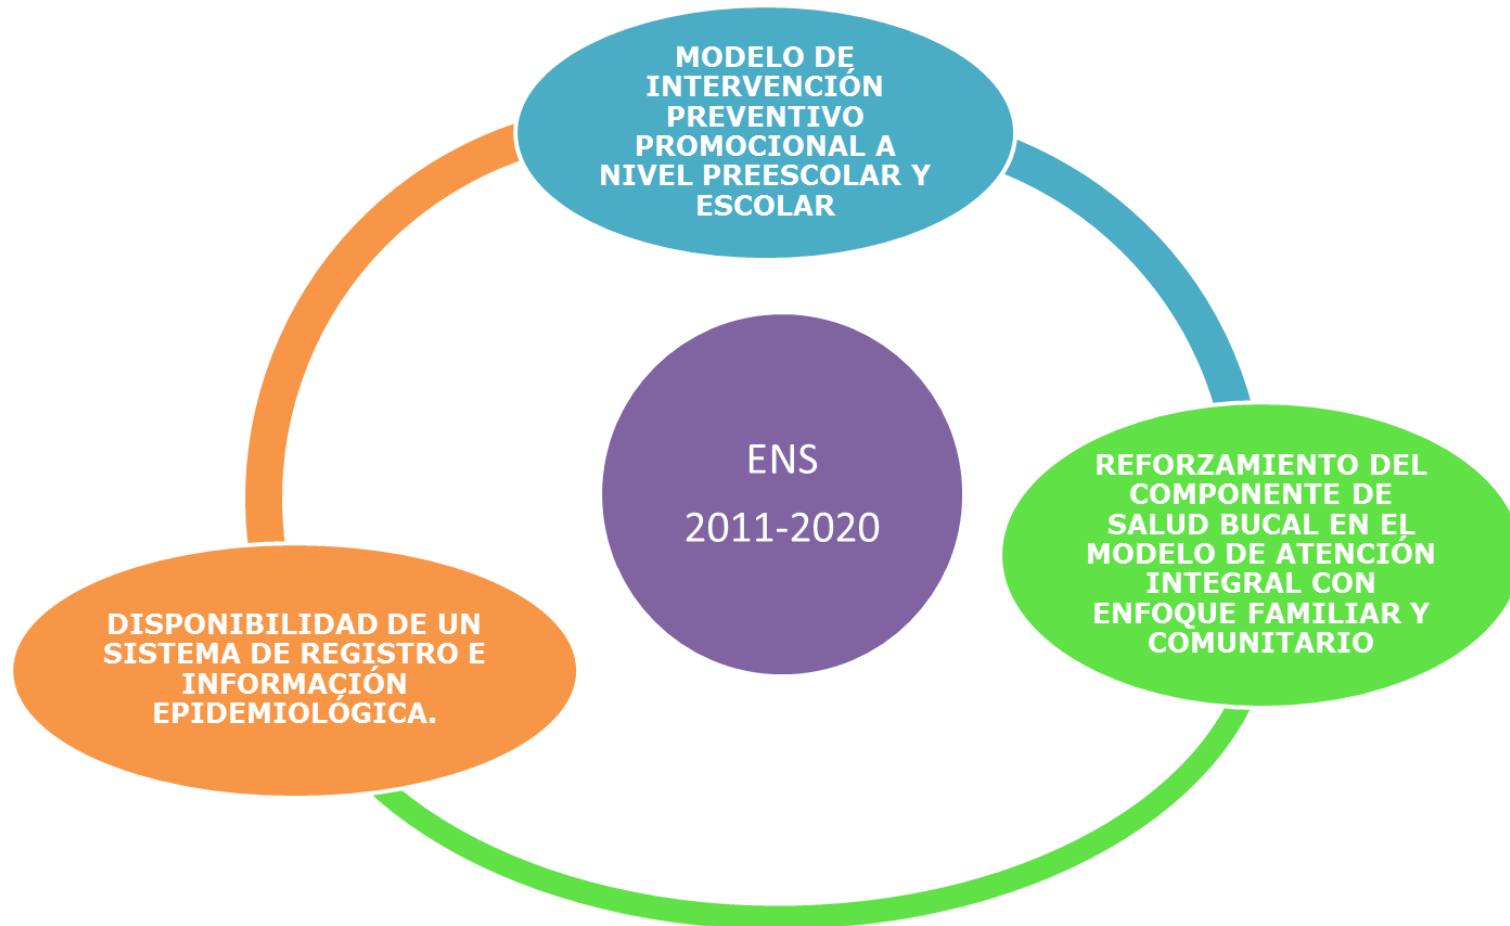 MODELO DE
INTERVENCIÓN
PREVENTIVO
PROMOCIONAL A
NIVEL PREESCOLAR Y
ESCOLAR
ENS
2011-2020
REFORZAMIENTO DEL
COMPONENTE DE
SALUD BUCAL EN EL
MODELO DE ATENCIÓN
INTEGRAL CON
ENFOQUE FAMILIAR Y
COMUNITARIO
DISPONIBILIDAD DE UN
SISTEMA DE REGISTRO E
INFORMACIÓN
EPIDEMIOLÓGICA.